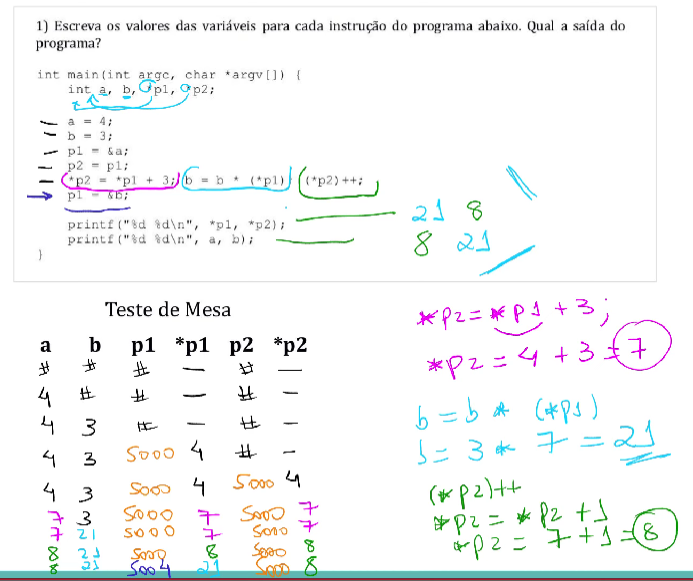 1) Escreva os valores das variáveis para cada instrução do programa abaixo. Qual a saída do
programa?
int main(int argc, char *argv[]) {
int a, b, *p1, *p2;
a = 4;
b = 3;
p1 = &a;
p2 = p1;
*p2 = *p1 + 3; b = b * (*p1); (*p2)++;
p1 = &b;
printf("%d %d\n", *p1, *p2);
printf("%d %d\n", a, b);
}
21 8
8 21
Teste de Mesa
a b p1 *p1 p2 *p2
# # # — # —
4 # # — # —
4 3 # — # —
4 3 5000 4 # —
4 3 5000 4 5000 4
7 3 5000 7 5000 7
7 21 5000 7 5000 7
8 21 5000 8 5000 8
8 21 5004 21 5000 8
*p2 = *p1 + 3;
*p2 = 4 + 3 = 7
b = b * (*p1)
b = 3 * 7 = 21
(*p2)++
*p2 = *p2 + 1
*p2 = 7 + 1 = 8